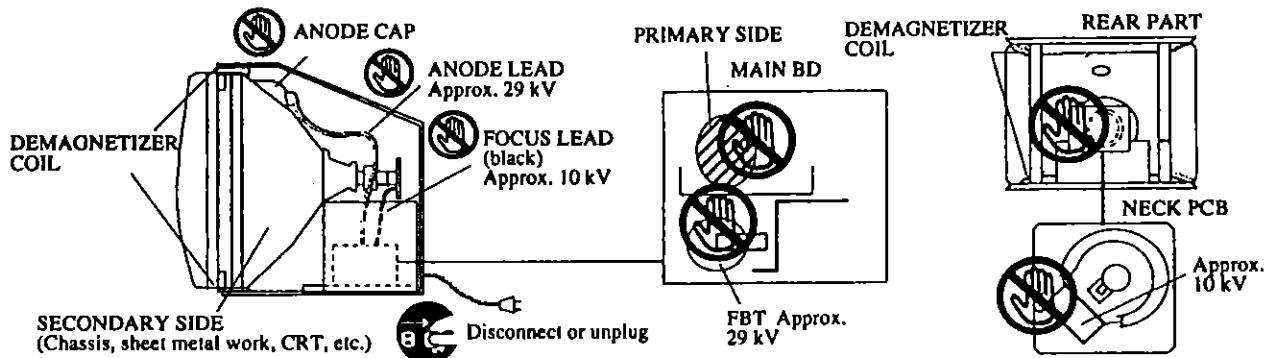 ANODE CAP
ANODE LEAD
Approx. 29 kV
FOCUS LEAD
(black)
Approx. 10 kV
DEMAGNETIZER
COIL
SECONDARY SIDE
(Chassis, sheet metal work, CRT, etc.)
Disconnect or unplug
PRIMARY SIDE
MAIN BD
FBT Approx.
29 kV
DEMAGNETIZER
COIL
REAR PART
NECK PCB
Approx.
10 kV